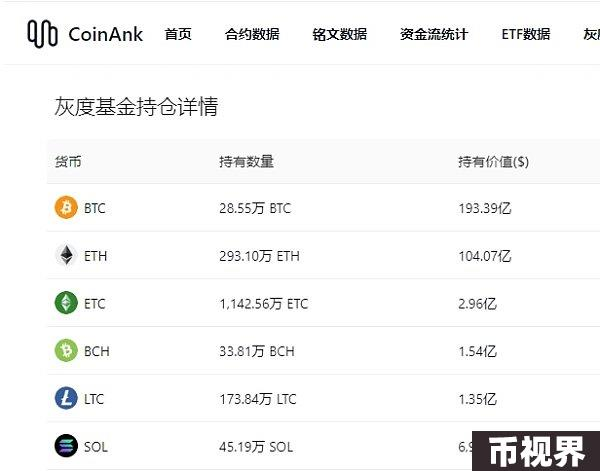 CoinAnk 首页 合约数据 铭文数据 资金流统计 ETF数据
灰度基金持仓详情
货币 持有数量 持有价值($)
BTC 28.55万 BTC 193.39亿
ETH 293.10万 ETH 104.07亿
ETC 1,142.56万 ETC 2.96亿
BCH 33.81万 BCH 1.54亿
LTC 173.84万 LTC 1.35亿
SOL 45.19万 SOL
币视界